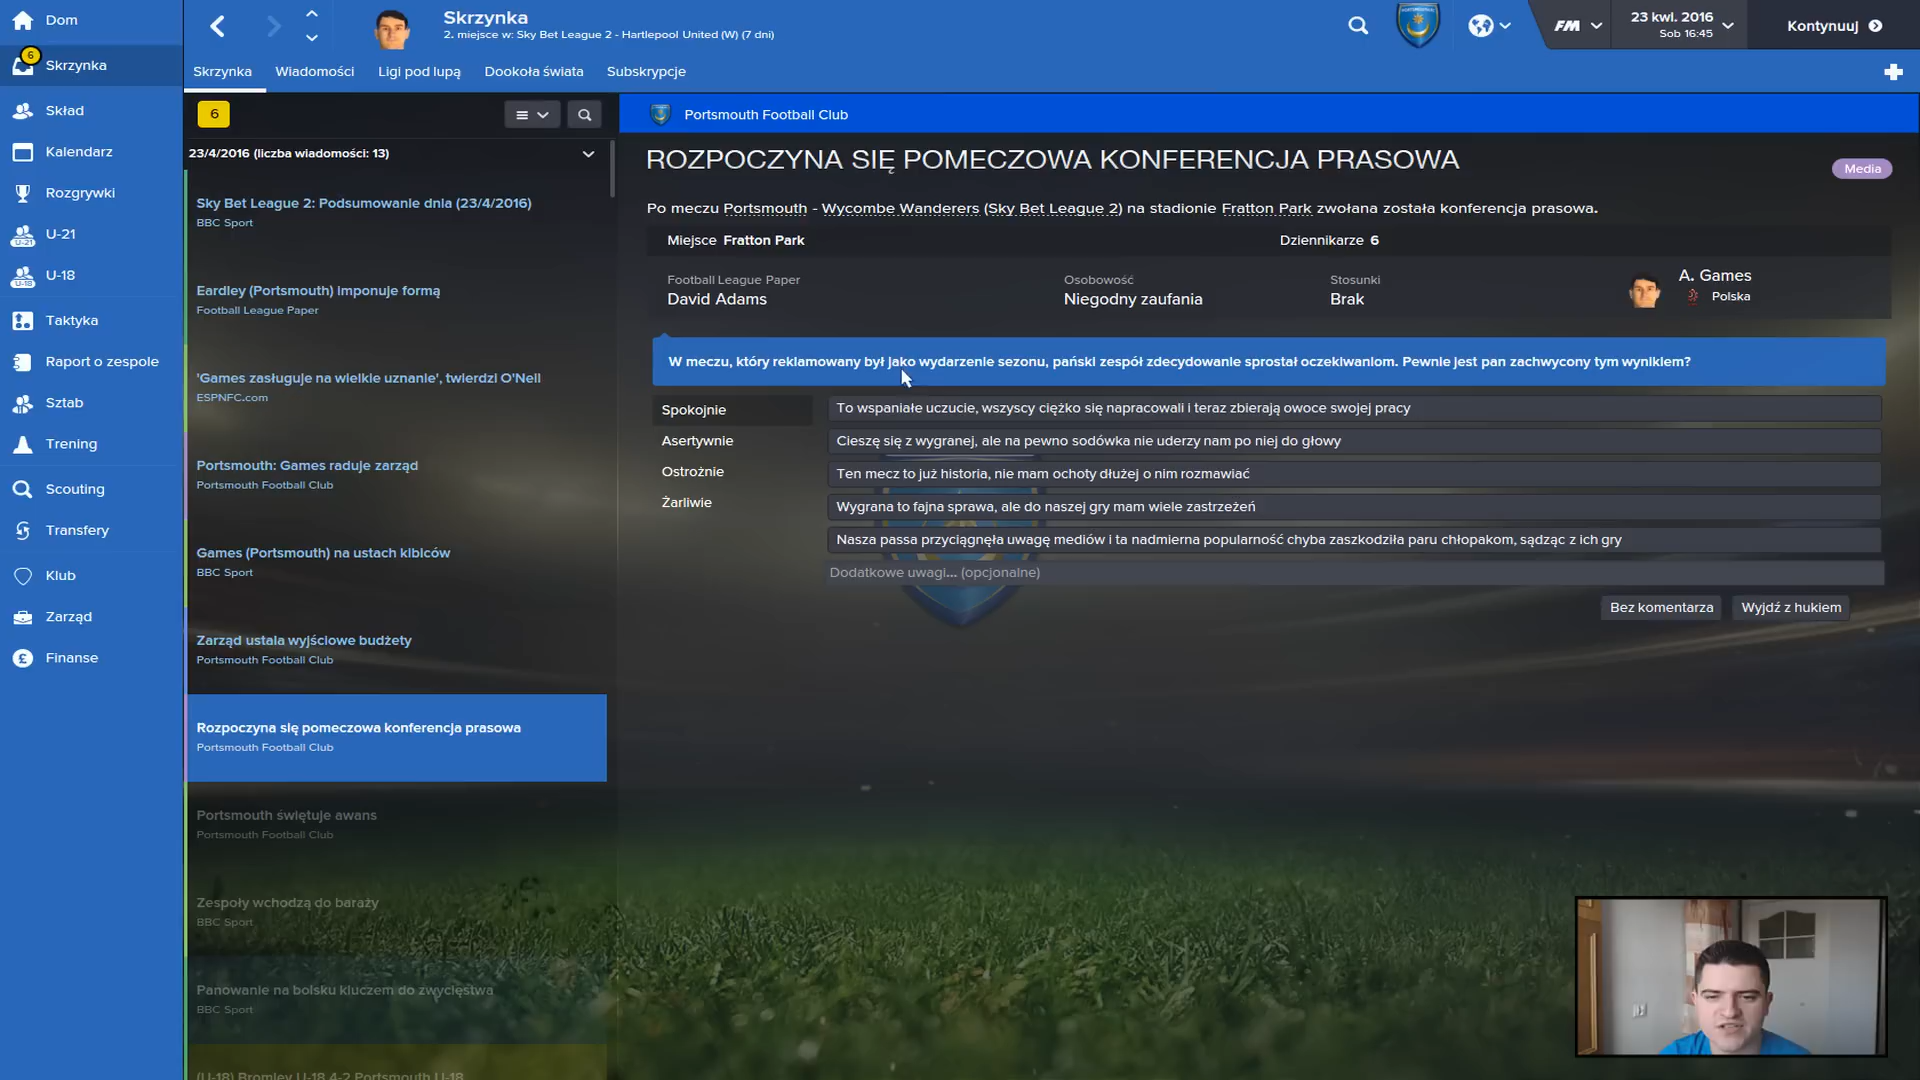 Dom
6
Skrzynka
Skład
Kalendarz
Rozgrywki
U-21
U-21
U-18
U-18
Taktyka
Raport o zespole
Sztab
Trening
Scouting
Transfery
Klub
Zarząd
Finanse
Skrzynka
2. miejsce w: Sky Bet League 2 - Hartlepool United (W) (7 dni)
FM
23 kwi. 2016
Sob 16:45
Kontynuuj
Skrzynka
Wiadomości
Ligi pod lupą
Dookoła świata
Subskrypcje
6
23/4/2016 (liczba wiadomości: 13)
Sky Bet League 2: Podsumowanie dnia (23/4/2016)
BBC Sport
Eardley (Portsmouth) imponuje formą
Football League Paper
'Games zasługuje na wielkie uznanie', twierdzi O'Neil
ESPNFC.com
Portsmouth: Games raduje zarząd
Portsmouth Football Club
Games (Portsmouth) na ustach kibiców
BBC Sport
Zarząd ustala wyjściowe budżety
Portsmouth Football Club
Rozpoczyna się pomeczowa konferencja prasowa
Portsmouth Football Club
Portsmouth świętuje awans
Portsmouth Football Club
Zespoły wchodzą do baraży
BBC Sport
Panowanie na boisku kluczem do zwycięstwa
BBC Sport
(U-18) Bromley U-18 4-2 Portsmouth U-18
Portsmouth Football Club
ROZPOCZYNA SIĘ POMECZOWA KONFERENCJA PRASOWA
Media
Po meczu Portsmouth - Wycombe Wanderers (Sky Bet League 2) na stadionie Fratton Park zwołana została konferencja prasowa.
Miejsce Fratton Park
Dziennikarze 6
Football League Paper
David Adams
Osobowość
Niegodny zaufania
Stosunki
Brak
A. Games
Polska
W meczu, który reklamowany był jako wydarzenie sezonu, pański zespół zdecydowanie sprostał oczekiwaniom. Pewnie jest pan zachwycony tym wynikiem?
Spokojnie
Asertywnie
Ostrożnie
Żarliwie
To wspaniałe uczucie, wszyscy ciężko się napracowali i teraz zbierają owoce swojej pracy
Cieszę się z wygranej, ale na pewno sodówka nie uderzy nam po niej do głowy
Ten mecz to już historia, nie mam ochoty dłużej o nim rozmawiać
Wygrana to fajna sprawa, ale do naszej gry mam wiele zastrzeżeń
Nasza passa przyciągnęła uwagę mediów i ta nadmierna popularność chyba zaszkodziła paru chłopakom, sądząc z ich gry
Dodatkowe uwagi... (opcjonalne)
Bez komentarza
Wyjdź z hukiem